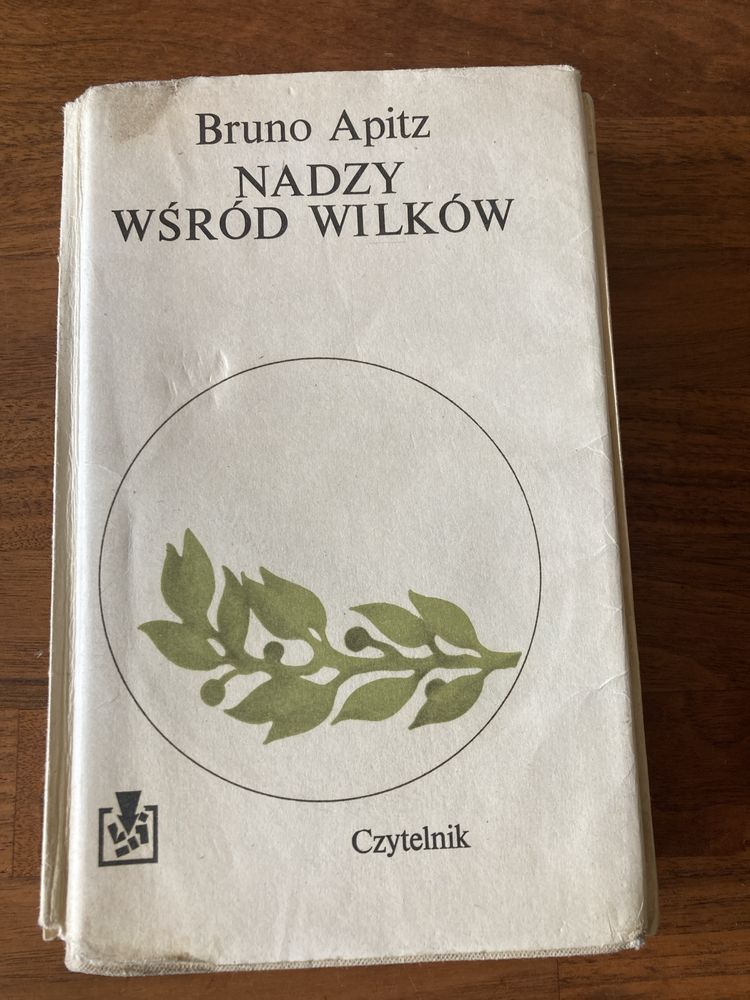 Bruno Apitz
NADZY
WŚRÓD WILKÓW
Czytelnik